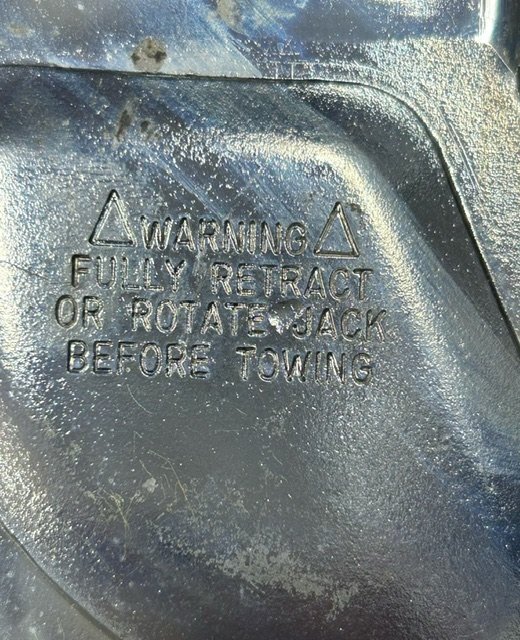 WARNING
FULLY RETRACT
OR ROTATE JACK
BEFORE TOWING